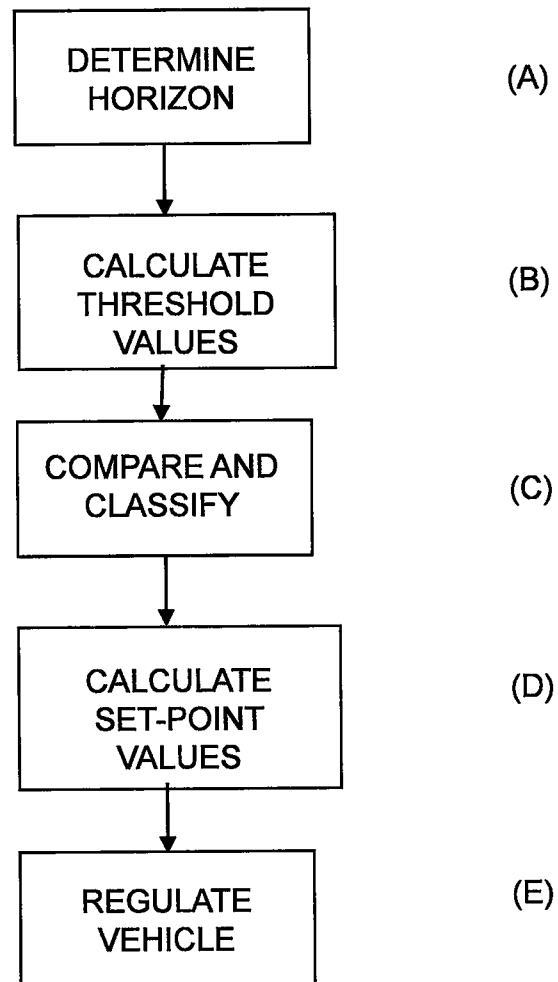 DETERMINE
HORIZON
(A)
CALCULATE
THRESHOLD
VALUES
(B)
COMPARE AND
CLASSIFY
(C)
CALCULATE
SET-POINT
VALUES
(D)
REGULATE
VEHICLE
(E)